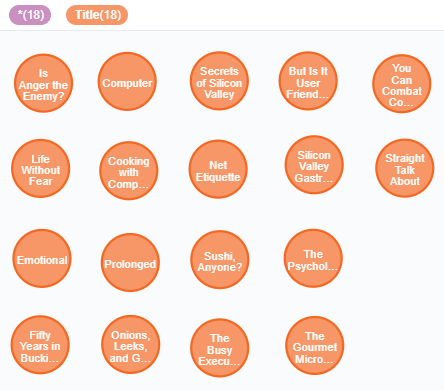 *(18) Title(18)
Is
Anger the
Enemy?
Computer
Secrets
of Silicon
Valley
But Is It
User
Friend...
You
Can
Combat
Co...
Life
Without
Fear
Cooking
with
Comp...
Net
Etiquette
Silicon
Valley
Gastr...
Straight
Talk
About
Emotional
Prolonged
Sushi,
Anyone?
The
Psychol...
Fifty
Years in
Bucki...
Onions,
Leeks,
and G...
The
Busy
Execu...
The
Gourmet
Micro...